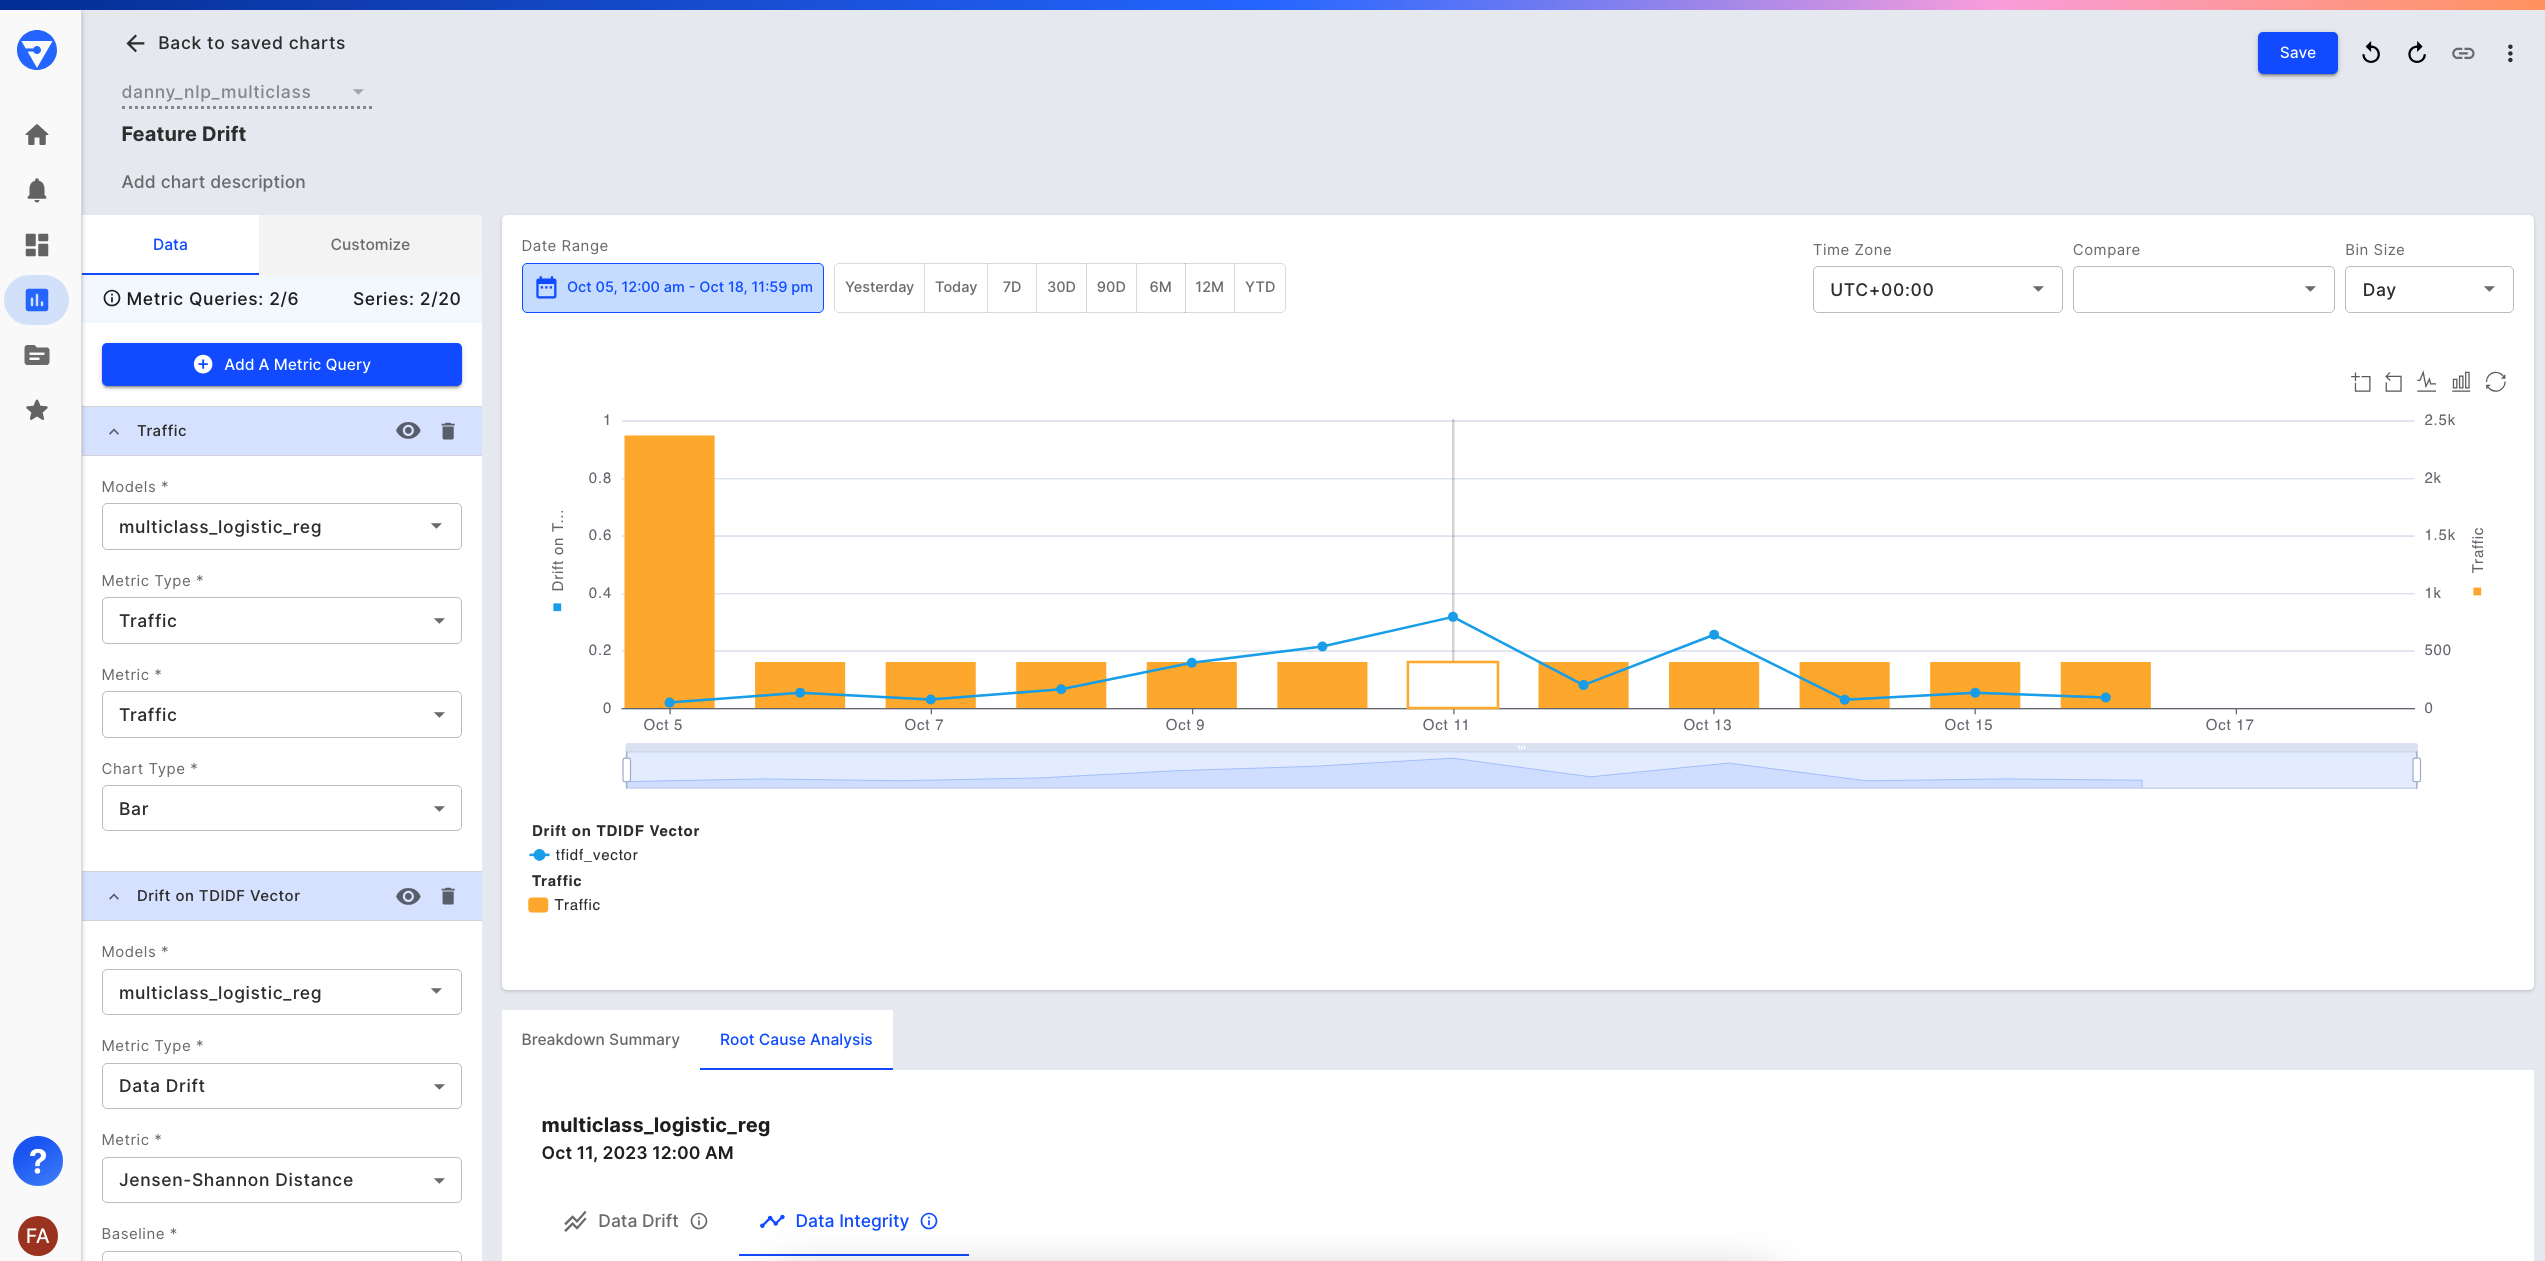 Back to saved charts
Save
danny_nlp_multiclass
Feature Drift
Add chart description
Data
Customize
Metric Queries: 2/6
Series: 2/20
Add A Metric Query
Traffic
Models *
multiclass_logistic_reg
Metric Type *
Traffic
Metric *
Traffic
Chart Type *
Bar
Drift on TDIDF Vector
Models *
multiclass_logistic_reg
Metric Type *
Data Drift
Metric *
Jensen-Shannon Distance
Baseline *
?
FA
Date Range
Oct 05, 12:00 am - Oct 18, 11:59 pm
Yesterday
Today
7D
30D
90D
6M
12M
YTD
Time Zone
UTC+00:00
Compare
Bin Size
Day
Drift on T...
1
0.8
0.6
0.4
0.2
0
2.5k
2k
1.5k
1k
500
0
Traffic
Oct 5
Oct 7
Oct 9
Oct 11
Oct 13
Oct 15
Oct 17
Drift on TDIDF Vector
tfidf_vector
Traffic
Traffic
Breakdown Summary
Root Cause Analysis
multiclass_logistic_reg
Oct 11, 2023 12:00 AM
Data Drift
Data Integrity